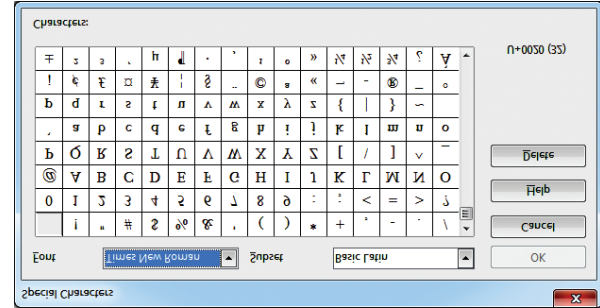 Special Characters
Font Times New Roman Subset Basic Latin OK
! " # $ % & ' ( ) * + , - . / Cancel
0 1 2 3 4 5 6 7 8 9 : ; < = > ?
Help
@ A B C D E F G H I J K L M N O
P Q R S T U V W X Y Z [ \ ] ^ _ Delete
` a b c d e f g h i j k l m n o
p q r s t u v w x y z { | } ~
¡ ¢ £ ¤ ¥ ¦ § ¨ © ª « ¬ - ® ¯ °
± ² ³ ´ µ ¶ · ¸ ¹ º » ¼ ½ ¾ ¿ À
U+0020 (32)
Characters: